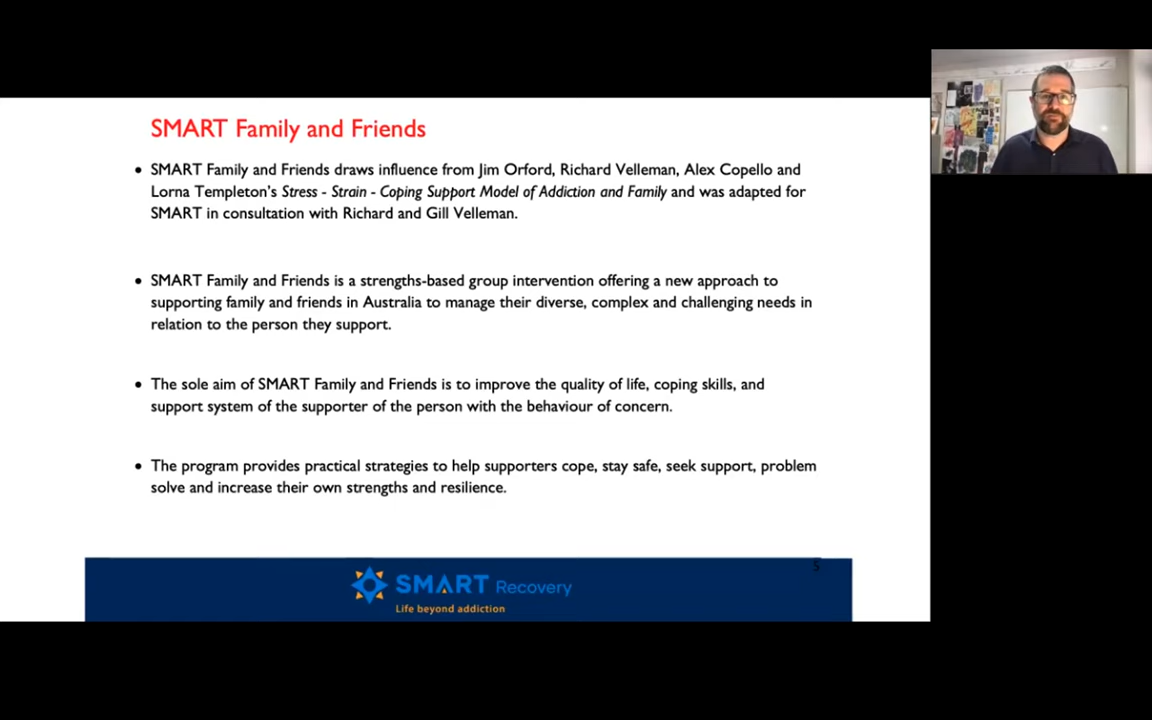 SMART Family and Friends
• SMART Family and Friends draws influence from Jim Orford, Richard Velleman, Alex Copello and
Lorna Templeton's Stress - Strain - Coping Support Model of Addiction and Family and was adapted for
SMART in consultation with Richard and Gill Velleman.
• SMART Family and Friends is a strengths-based group intervention offering a new approach to
supporting family and friends in Australia to manage their diverse, complex and challenging needs in
relation to the person they support.
• The sole aim of SMART Family and Friends is to improve the quality of life, coping skills, and
support system of the supporter of the person with the behaviour of concern.
• The program provides practical strategies to help supporters cope, stay safe, seek support, problem
solve and increase their own strengths and resilience.
5
SMART Recovery
Life beyond addiction